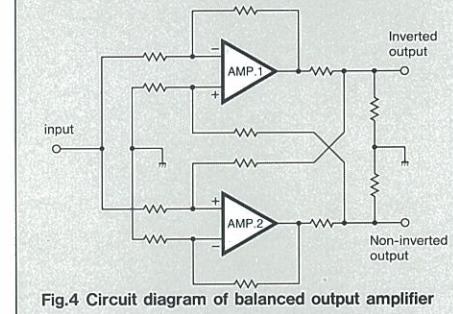 Inverted
output
−
AMP.1
+
input
+
AMP.2
−
Non-inverted
output
Fig.4 Circuit diagram of balanced output amplifier